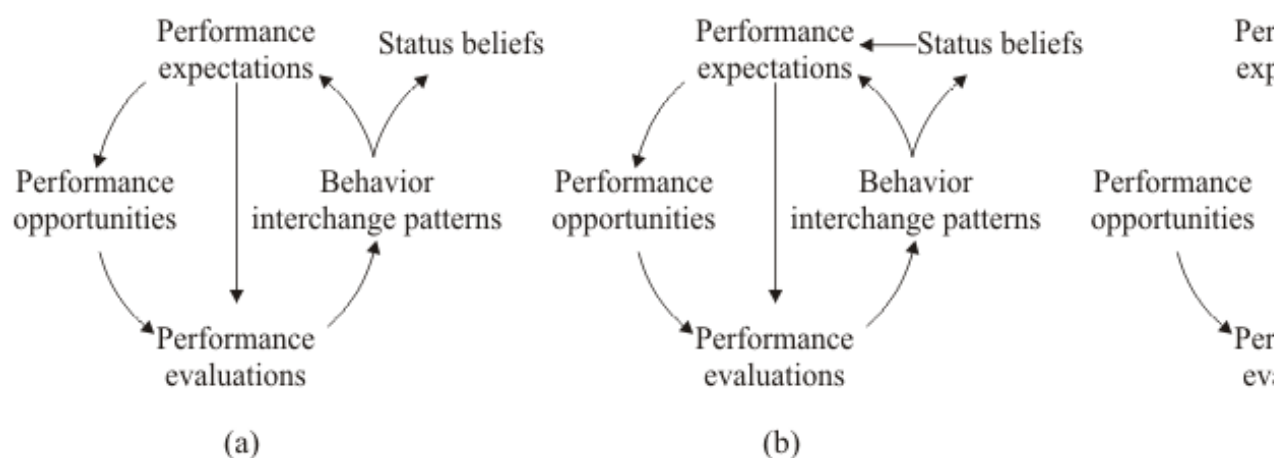 Performance
expectations
Status beliefs
Performance
opportunities
Behavior
interchange patterns
Performance
evaluations
(a)
Performance
expectations
Status beliefs
Performance
opportunities
Behavior
interchange patterns
Performance
evaluations
(b)
Performance
opportunities